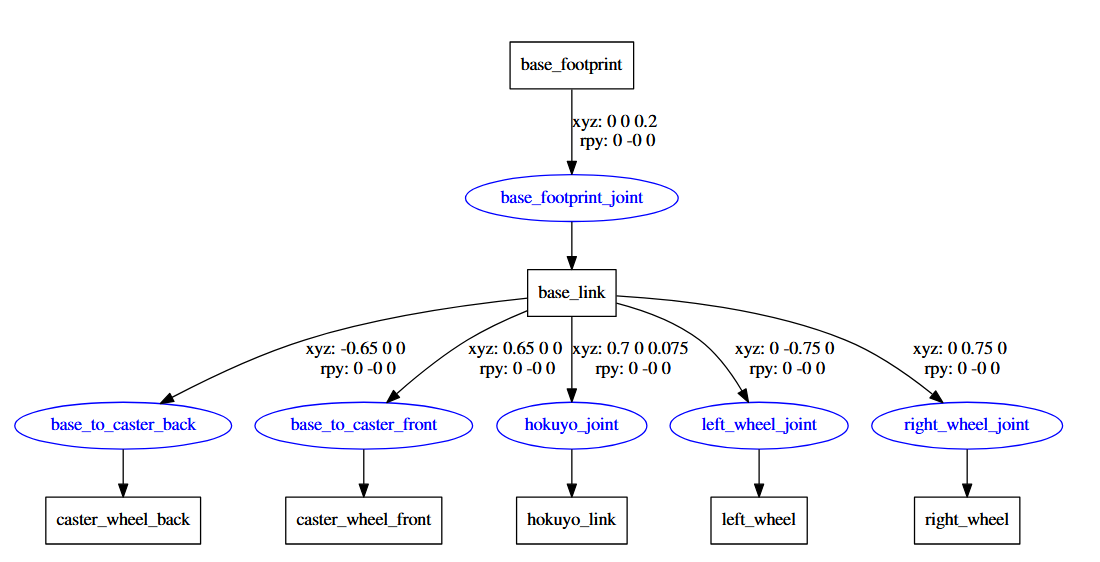 base_footprint
xyz: 0 0 0.2
rpy: 0 -0 0
base_footprint_joint
base_link
xyz: -0.65 0 0
rpy: 0 -0 0
xyz: 0.65 0 0
rpy: 0 -0 0
xyz: 0.7 0 0.075
rpy: 0 -0 0
xyz: 0 -0.75 0
rpy: 0 -0 0
xyz: 0 0.75 0
rpy: 0 -0 0
base_to_caster_back
base_to_caster_front
hokuyo_joint
left_wheel_joint
right_wheel_joint
caster_wheel_back
caster_wheel_front
hokuyo_link
left_wheel
right_wheel